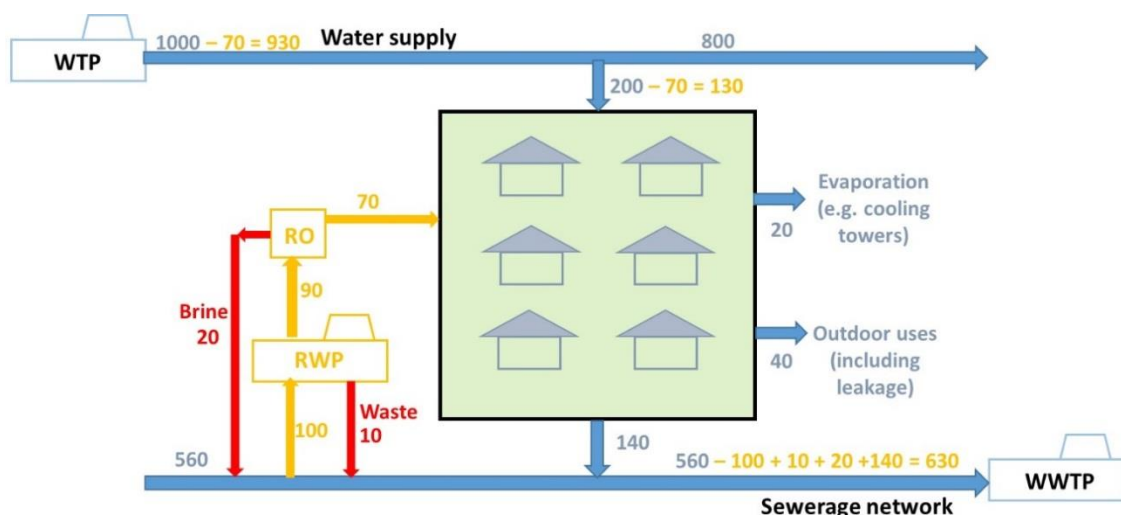 1000 – 70 = 930
Water supply
800
WTP
200 – 70 = 130
Evaporation
(e.g. cooling
towers)
20
70
RO
90
Brine
20
RWP
Outdoor uses
(including
leakage)
40
Waste
10
100
560
140
560 – 100 + 10 + 20 +140 = 630
WWTP
Sewerage network